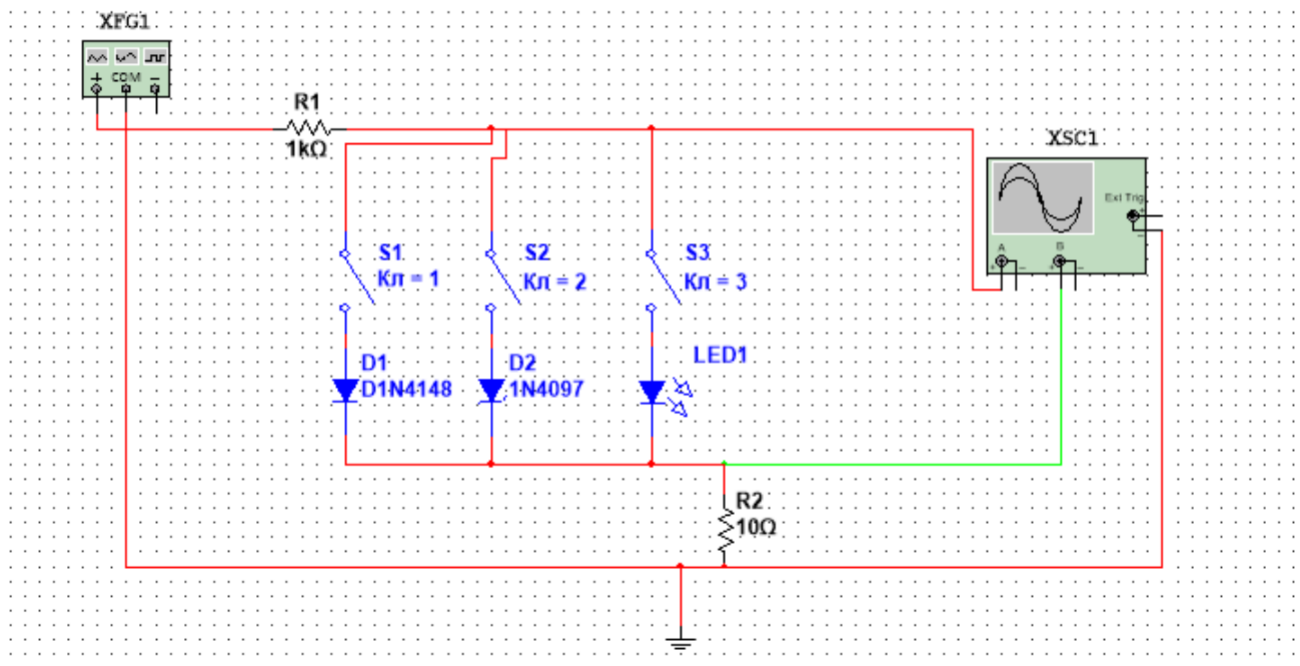 XFG1
+ COM −
R1
1kΩ
XSC1
Ext Trig
+
−
A
B
+ − + −
S1
Кл = 1
S2
Кл = 2
S3
Кл = 3
D1
D1N4148
D2
1N4097
LED1
R2
10Ω